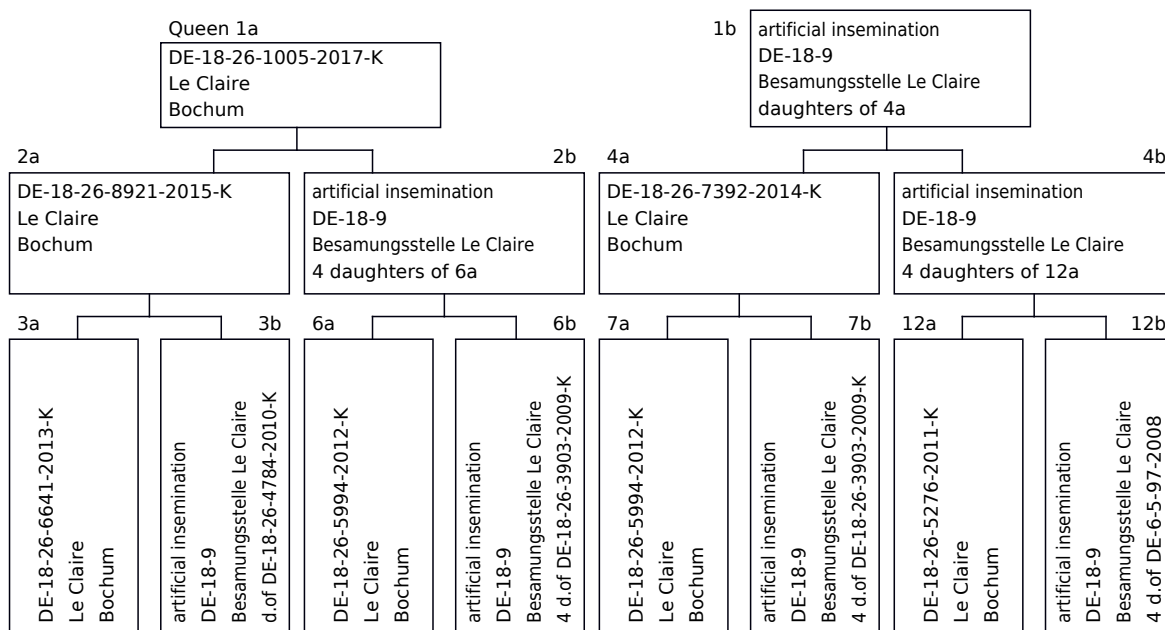 Queen 1a
DE-18-26-1005-2017-K
Le Claire
Bochum
1b
artificial insemination
DE-18-9
Besamungsstelle Le Claire
daughters of 4a
2a
DE-18-26-8921-2015-K
Le Claire
Bochum
2b
artificial insemination
DE-18-9
Besamungsstelle Le Claire
4 daughters of 6a
4a
DE-18-26-7392-2014-K
Le Claire
Bochum
4b
artificial insemination
DE-18-9
Besamungsstelle Le Claire
4 daughters of 12a
3a
DE-18-26-6641-2013-K
Le Claire
Bochum
3b
artificial insemination
DE-18-9
Besamungsstelle Le Claire
d.of DE-18-26-4784-2010-K
6a
DE-18-26-5994-2012-K
Le Claire
Bochum
6b
artificial insemination
DE-18-9
Besamungsstelle Le Claire
4 d.of DE-18-26-3903-2009-K
7a
DE-18-26-5994-2012-K
Le Claire
Bochum
7b
artificial insemination
DE-18-9
Besamungsstelle Le Claire
4 d.of DE-18-26-3903-2009-K
12a
DE-18-26-5276-2011-K
Le Claire
Bochum
12b
artificial insemination
DE-18-9
Besamungsstelle Le Claire
4 d.of DE-6-5-97-2008